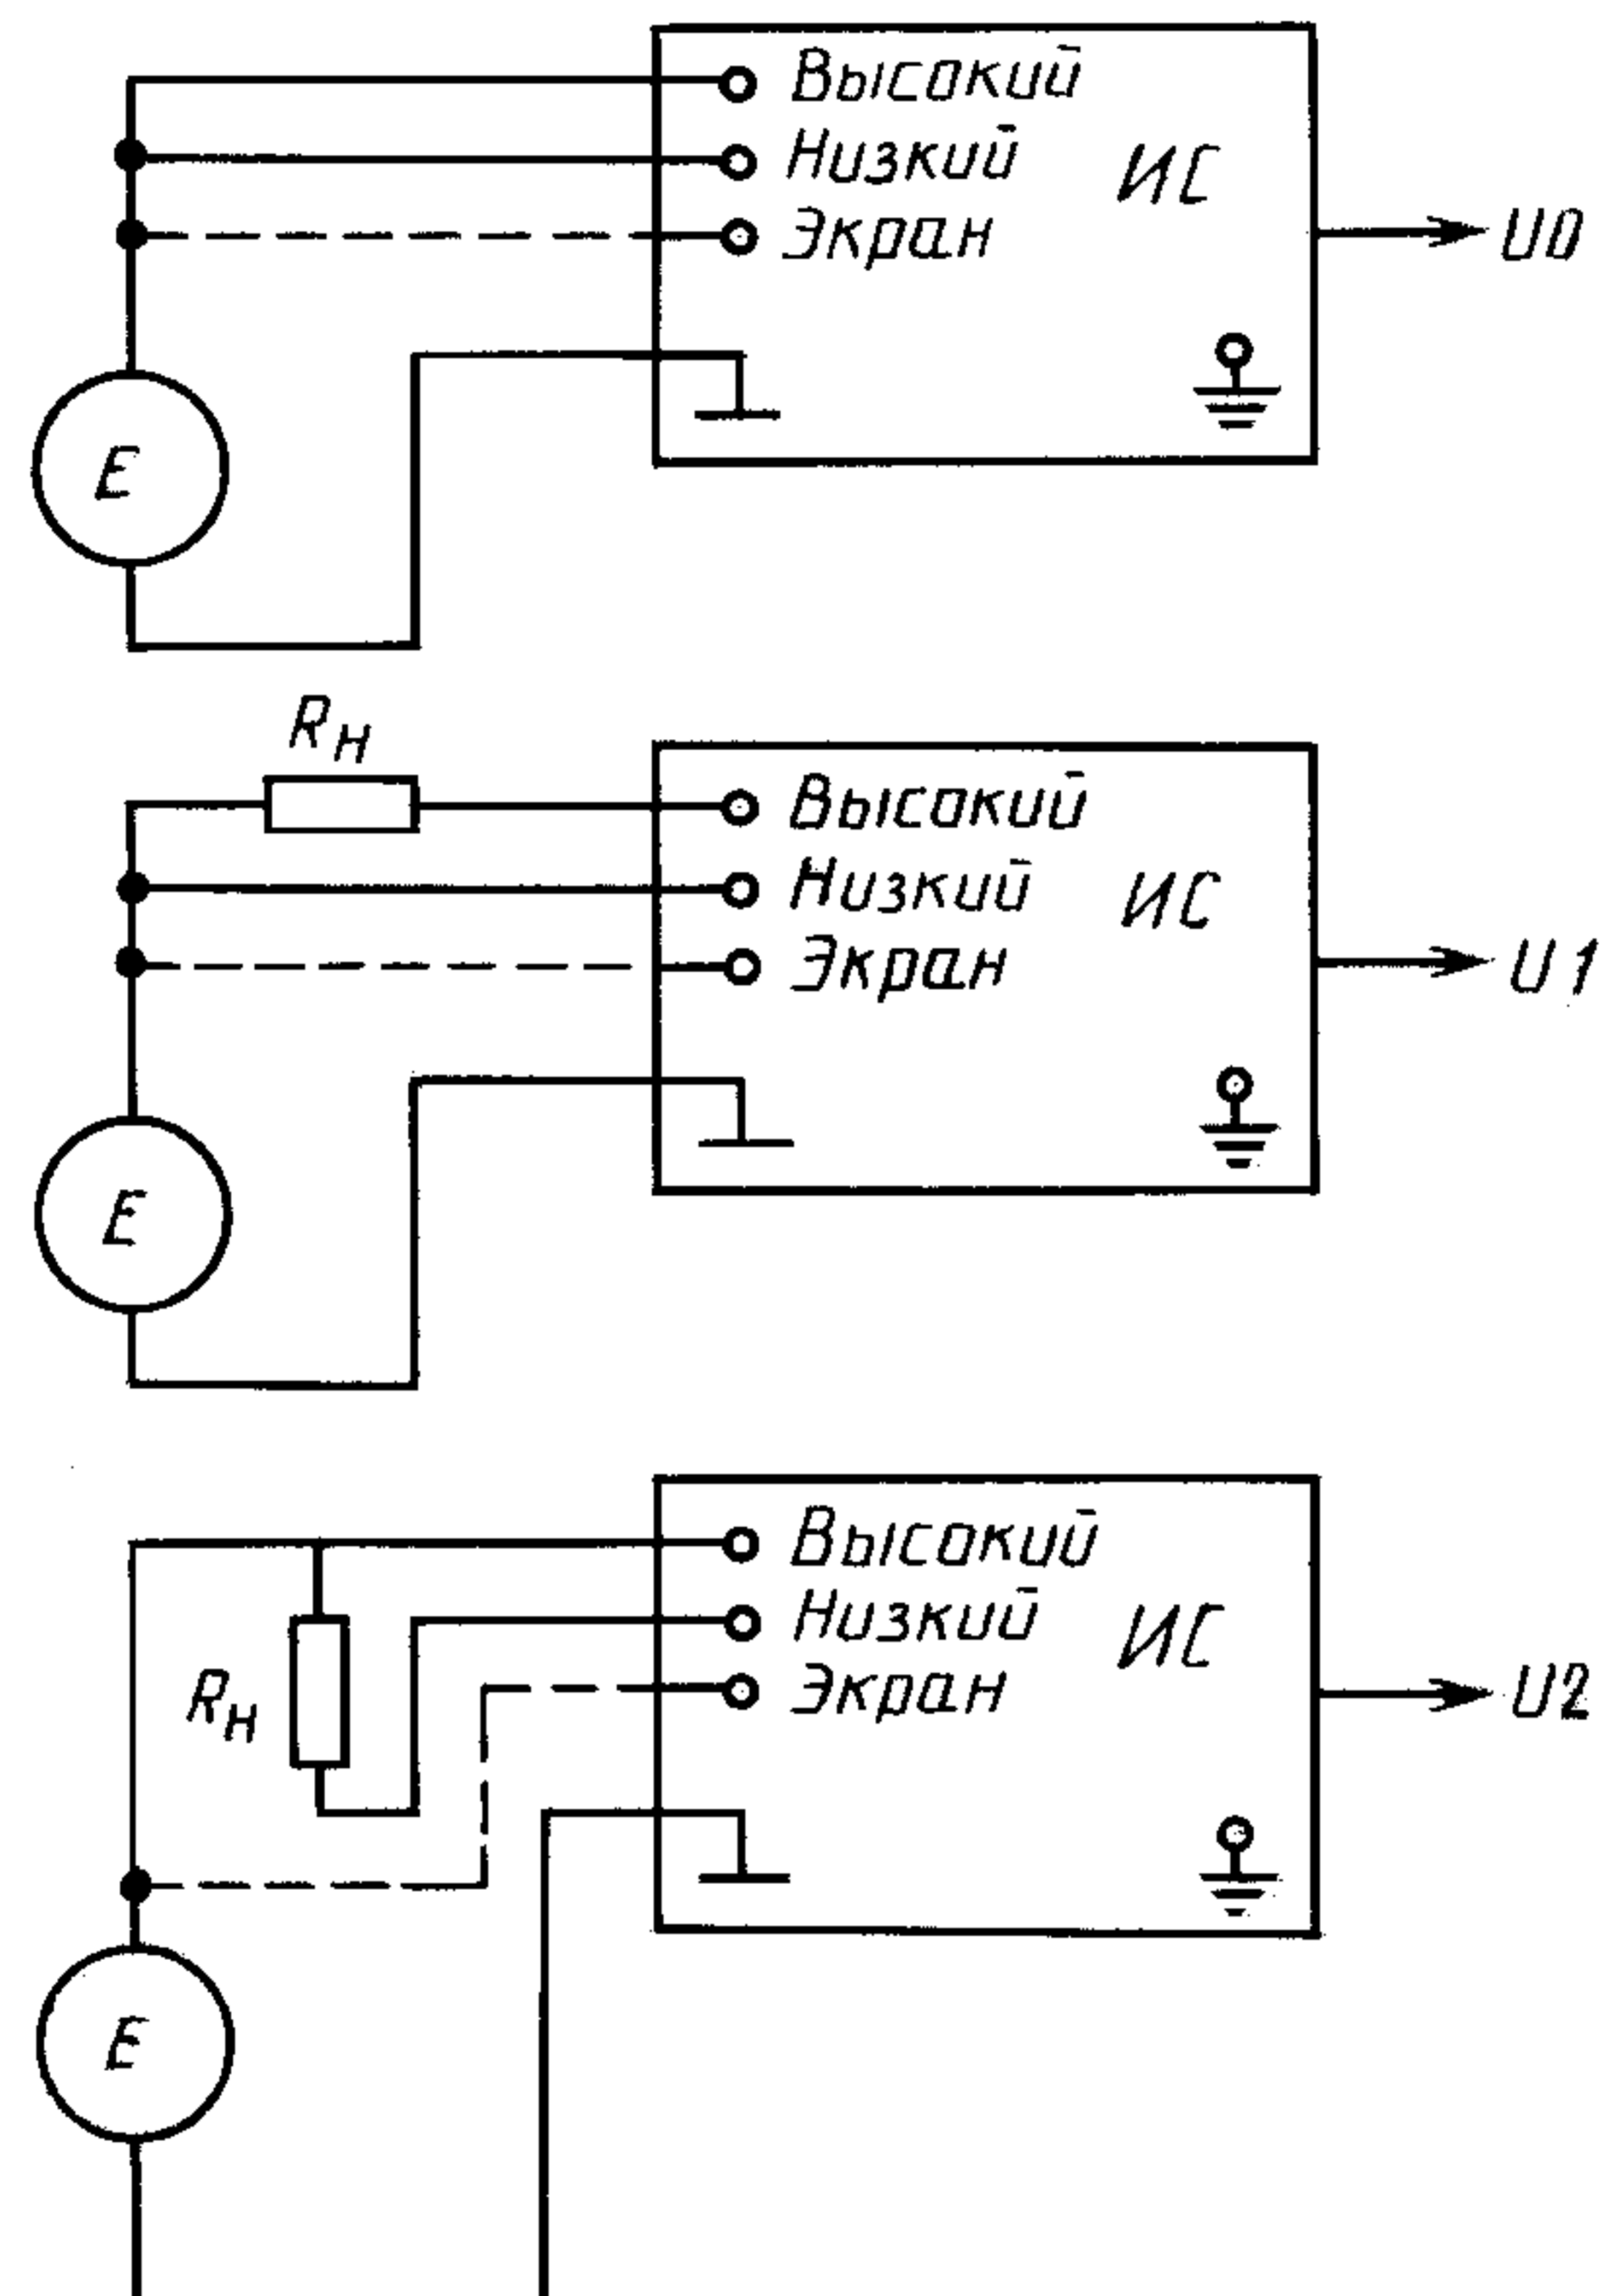 Высокий
Низкий ИС
Экран
U0
E
Rн
Высокий
Низкий ИС
Экран
U1
E
Высокий
Низкий ИС
Экран
Rн
U2
E